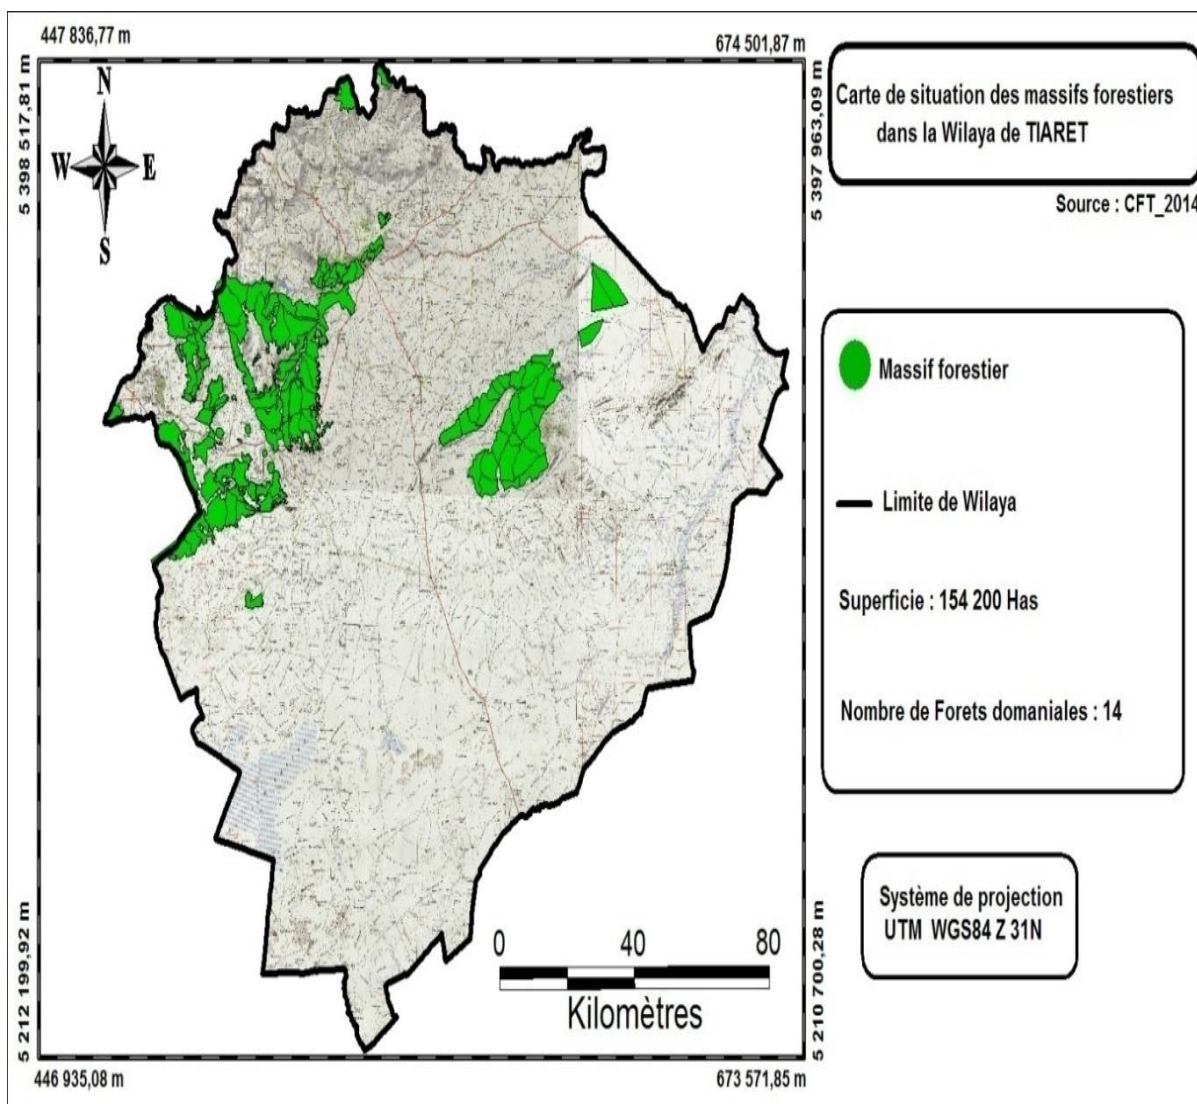 447 836,77 m
674 501,87 m
5 398 517,81 m
5 397 963,09 m
N
W E
S
Carte de situation des massifs forestiers
dans la Wilaya de TIARET
Source : CFT_2014
Massif forestier
Limite de Wilaya
Superficie : 154 200 Has
Nombre de Forets domaniales : 14
Système de projection
UTM WGS84 Z 31N
0 40 80
Kilomètres
5 212 199,92 m
5 210 700,28 m
446 935,08 m
673 571,85 m